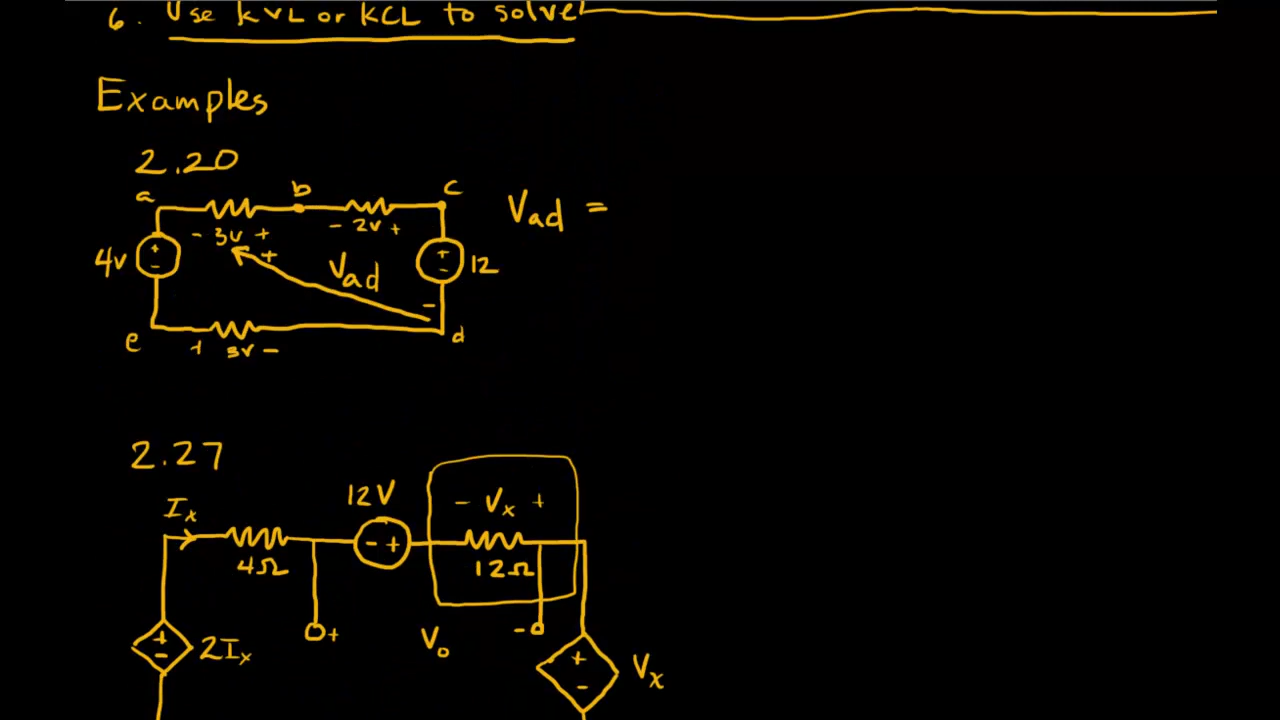 6. Use KVL or KCL to solve
Examples
2.20
a b c
- 3v + - 2v +
Vad =
4v + - + Vad + - 12
-
e + 3v - d
2.27
Ix 12V - Vx +
- +
4Ω 12Ω
+ Vo -
+ - 2Ix + - Vx